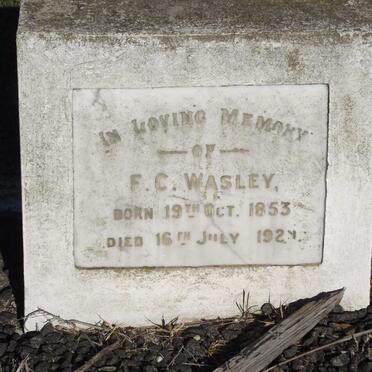 IN LOVING MEMORY
OF
F. C. WASLEY,
BORN 19TH OCT. 1853
DIED 16TH JULY